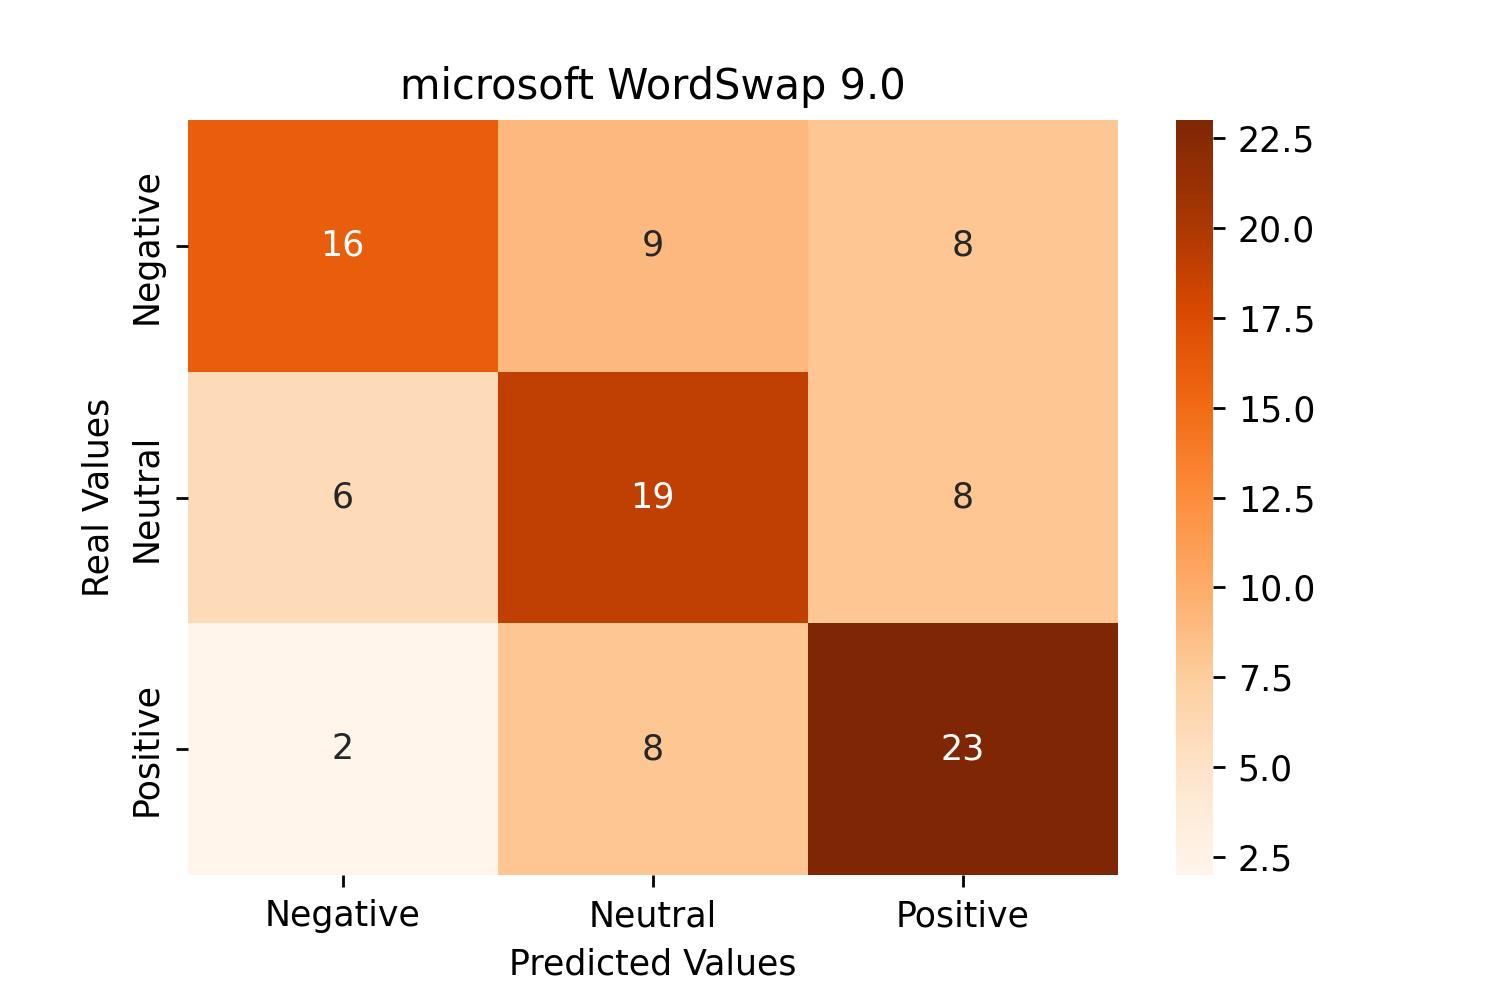 microsoft WordSwap 9.0
Real Values
Negative
16 9 8
Neutral
6 19 8
Positive
2 8 23
Negative Neutral Positive
Predicted Values
22.5
20.0
17.5
15.0
12.5
10.0
7.5
5.0
2.5